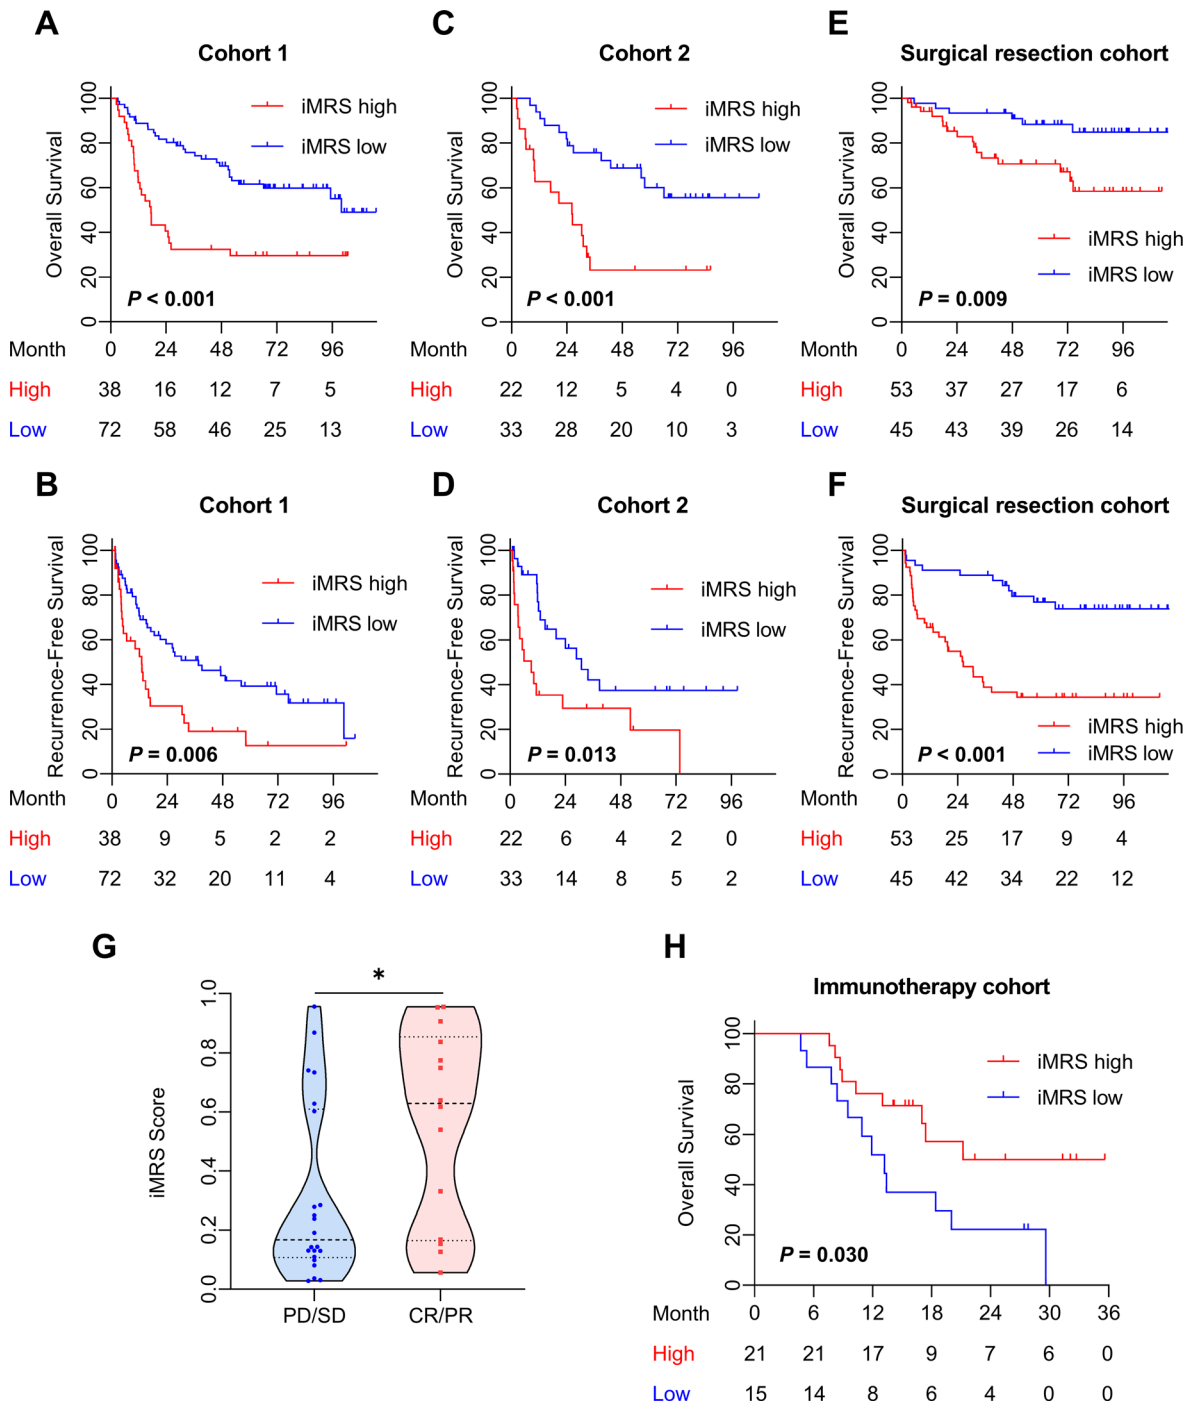 A
Cohort 1
Overall Survival
100
80
60
40
20
0
iMRS high
iMRS low
P < 0.001
Month 0 24 48 72 96
High 38 16 12 7 5
Low 72 58 46 25 13
C
Cohort 2
Overall Survival
100
80
60
40
20
0
iMRS high
iMRS low
P < 0.001
Month 0 24 48 72 96
High 22 12 5 4 0
Low 33 28 20 10 3
E
Surgical resection cohort
Overall Survival
100
80
60
40
20
0
iMRS high
iMRS low
P = 0.009
Month 0 24 48 72 96
High 53 37 27 17 6
Low 45 43 39 26 14
B
Cohort 1
Recurrence-Free Survival
100
80
60
40
20
0
iMRS high
iMRS low
P = 0.006
Month 0 24 48 72 96
High 38 9 5 2 2
Low 72 32 20 11 4
D
Cohort 2
Recurrence-Free Survival
100
80
60
40
20
0
iMRS high
iMRS low
P = 0.013
Month 0 24 48 72 96
High 22 6 4 2 0
Low 33 14 8 5 2
F
Surgical resection cohort
Recurrence-Free Survival
100
80
60
40
20
0
iMRS high
iMRS low
P < 0.001
Month 0 24 48 72 96
High 53 25 17 9 4
Low 45 42 34 22 12
G
*
iMRS Score
1.0
0.8
0.6
0.4
0.2
0.0
PD/SD CR/PR
H
Immunotherapy cohort
Overall Survival
100
80
60
40
20
0
iMRS high
iMRS low
P = 0.030
Month 0 6 12 18 24 30 36
High 21 21 17 9 7 6 0
Low 15 14 8 6 4 0 0